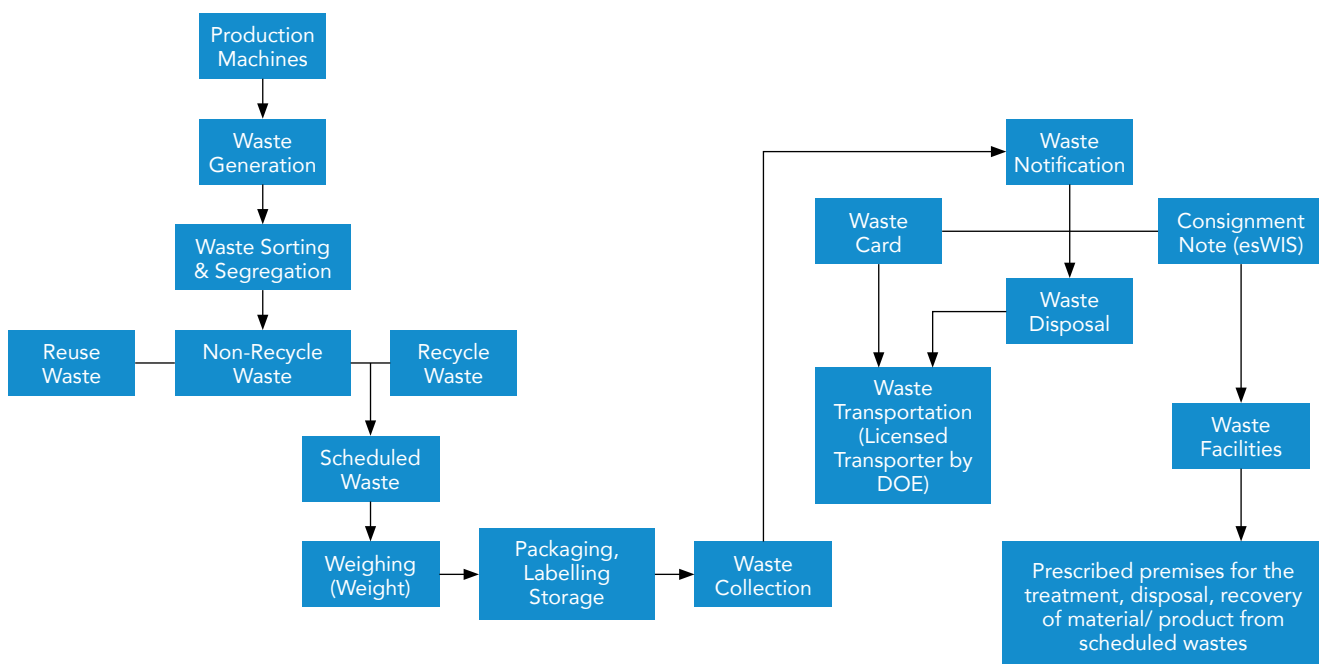 Production
Machines
Waste
Generation
Waste Sorting
& Segregation
Reuse
Waste
Non-Recycle
Waste
Recycle
Waste
Scheduled
Waste
Weighing
(Weight)
Packaging,
Labelling
Storage
Waste
Collection
Waste
Notification
Waste
Card
Consignment
Note (esWIS)
Waste
Disposal
Waste
Transportation
(Licensed
Transporter by
DOE)
Waste
Facilities
Prescribed premises for the
treatment, disposal, recovery
of material/ product from
scheduled wastes